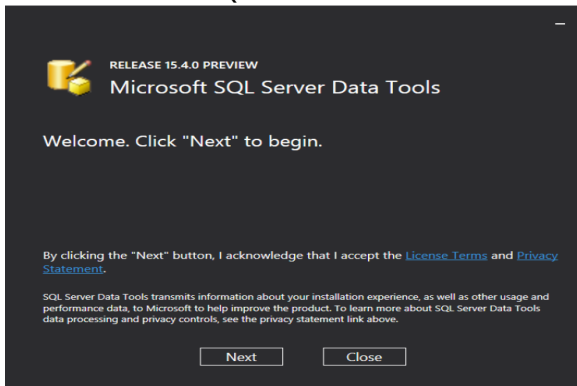 RELEASE 15.4.0 PREVIEW
Microsoft SQL Server Data Tools
Welcome. Click "Next" to begin.
By clicking the "Next" button, I acknowledge that I accept the License Terms and Privacy
Statement.
SQL Server Data Tools transmits information about your installation experience, as well as other usage and
performance data, to Microsoft to help improve the product. To learn more about SQL Server Data Tools
data processing and privacy controls, see the privacy statement link above.
Next Close